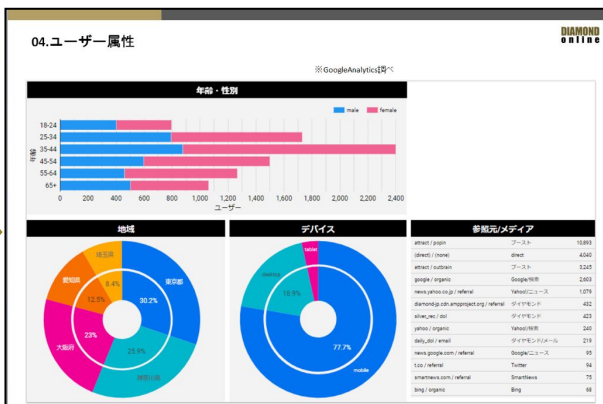 04.ユーザー属性
DIAMOND
online
※GoogleAnalytics調べ
年齢・性別
male female
年齢
18-24
25-34
35-44
45-54
55-64
65+
0 200 400 600 800 1,000 1,200 1,400 1,600 1,800 2,000 2,200 2,400
ユーザー
地域
東京都
30.2%
神奈川県
25.9%
大阪府
23%
愛知県
12.5%
埼玉県
8.4%
デバイス
tablet
desktop
18.9%
77.7%
mobile
参照元/メディア
attract / popin ブースト 10,893
(direct) / (none) direct 4,040
attract / outbrain ブースト 3,245
google / organic Google/検索 2,603
news.yahoo.co.jp / referral Yahoo!/ニュース 1,079
diamond-jp.cdn.ampproject.org / referral ダイヤモンド 432
silver_rec / dol ダイヤモンド 423
yahoo / organic Yahoo!/検索 240
daily_dol / email ダイヤモンド/メール 219
news.google.com / referral Google/ニュース 95
t.co / referral Twitter 94
smartnews.com / referral SmartNews 75
bing / organic Bing 68